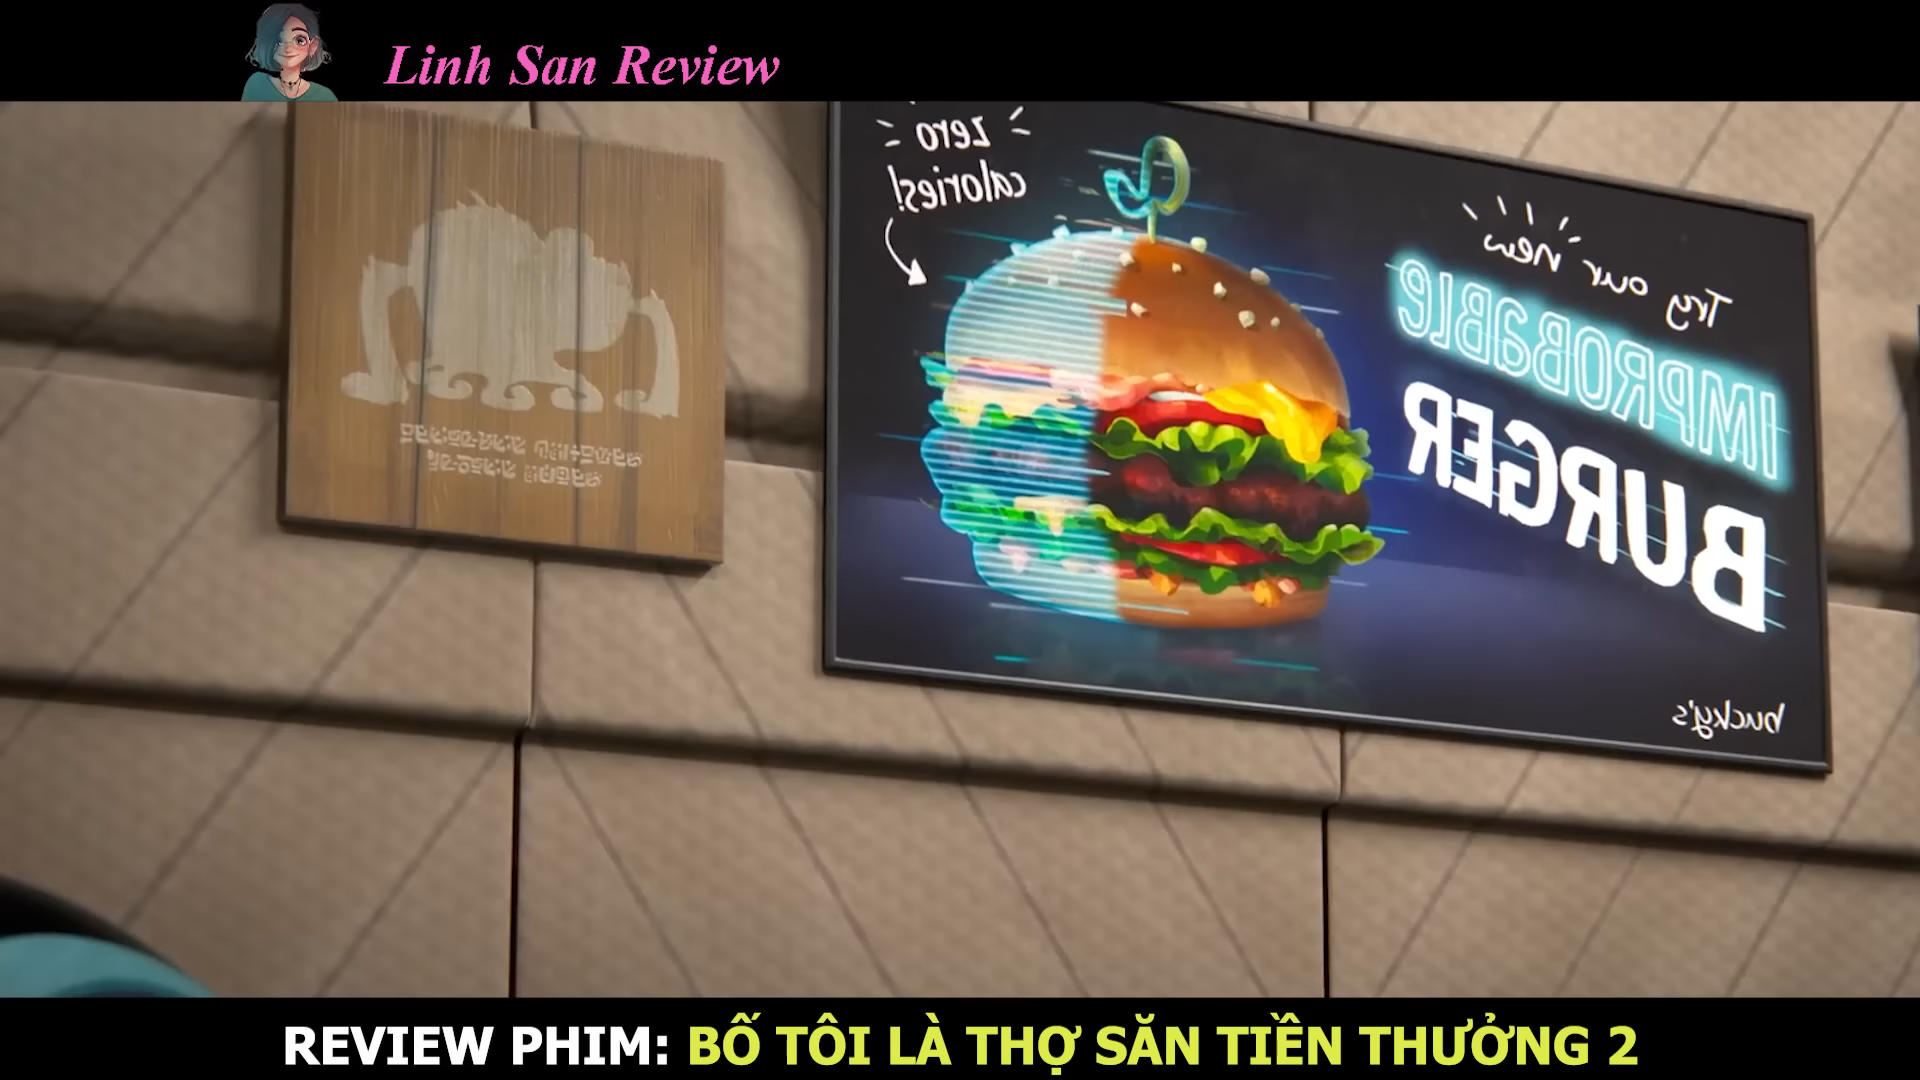 Linh San Review
zero
calories!
Try our new
IMPROBABLE
BURGER
bucky's
REVIEW PHIM: BỐ TÔI LÀ THỢ SĂN TIỀN THƯỞNG 2